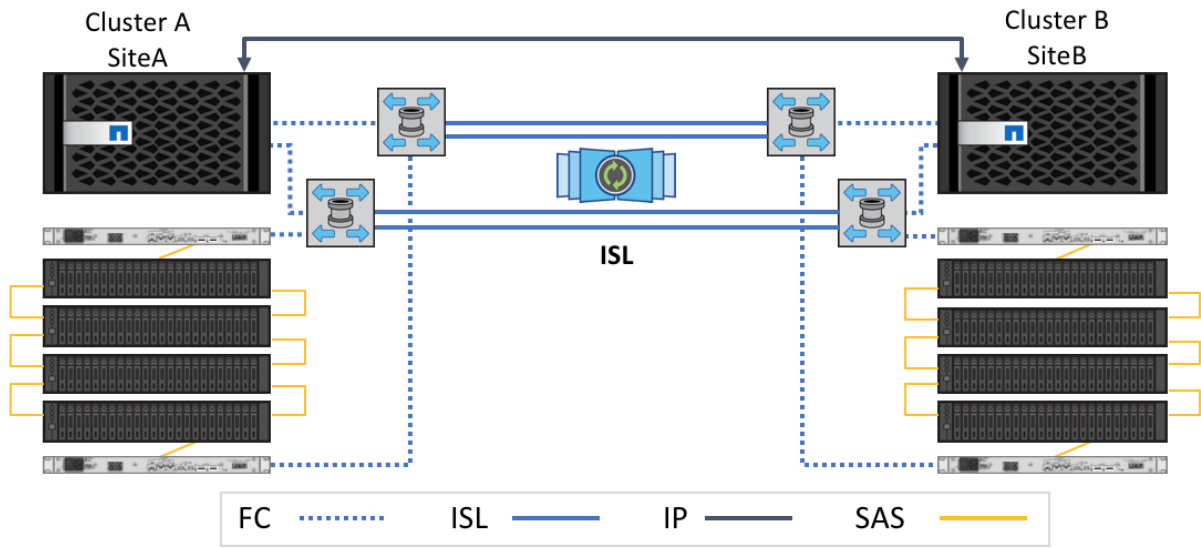 Cluster A
SiteA
Cluster B
SiteB
ISL
FC ISL IP SAS